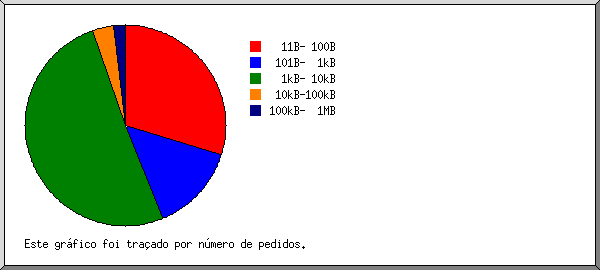 11B- 100B
101B- 1kB
1kB- 10kB
10kB-100kB
100kB- 1MB
Este gráfico foi traçado por número de pedidos.